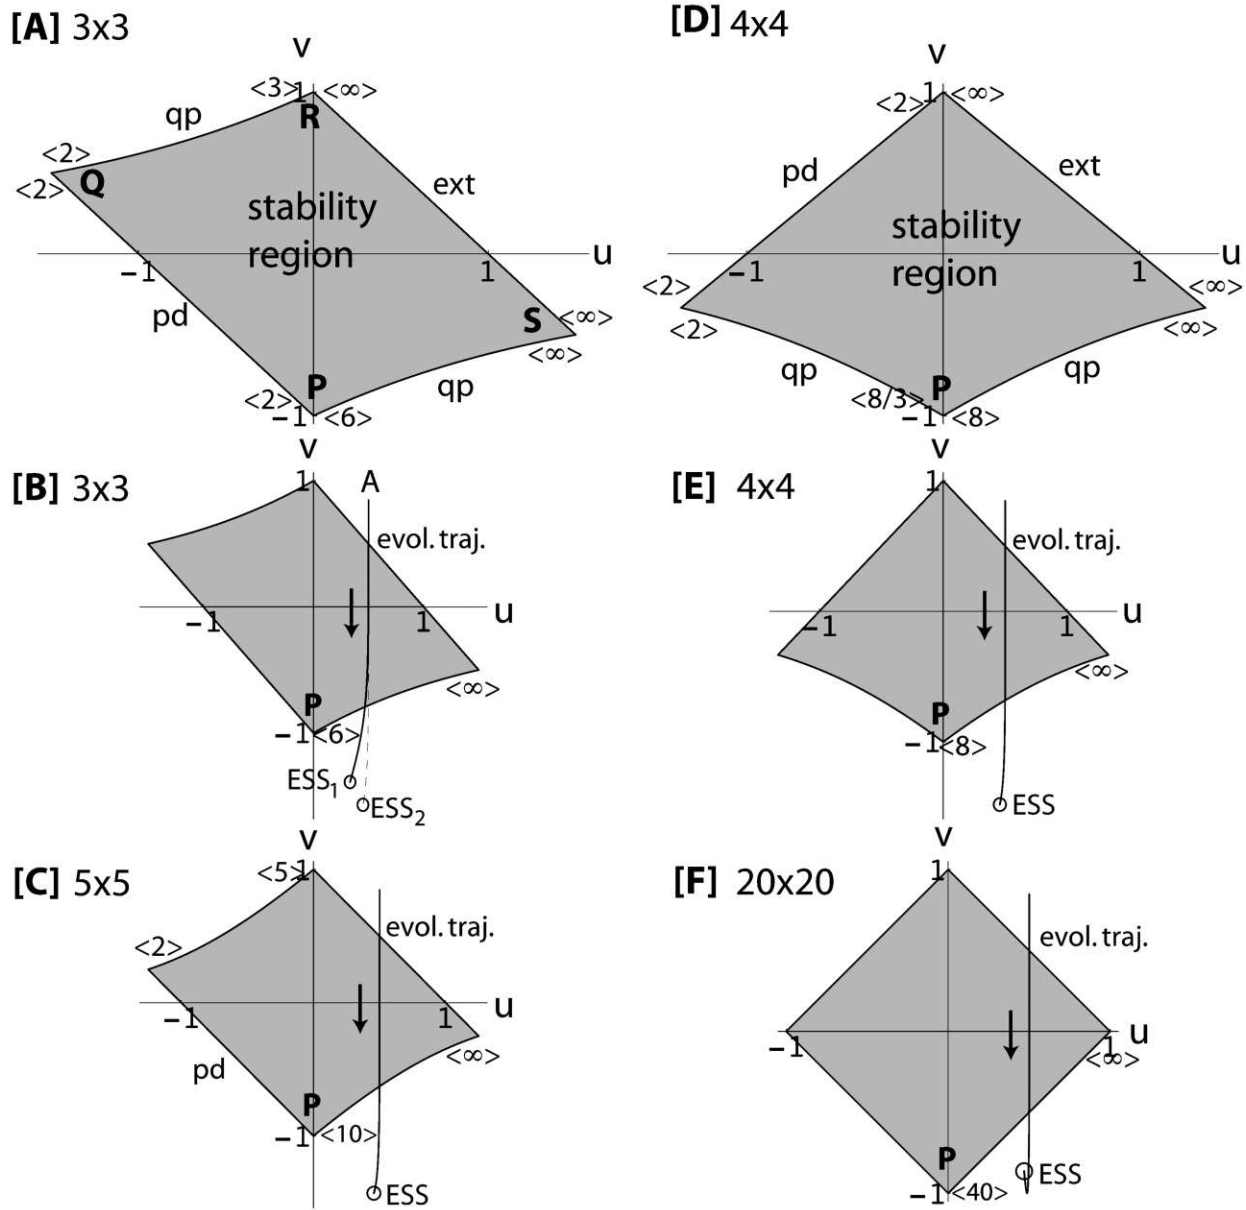 [A] 3x3
v
<3>
1
<∞>
R
qp
<2>
<2>
Q
ext
stability
region
-1
1
u
pd
S
<∞>
<∞>
P
qp
<2>
-1
<6>
[D] 4x4
v
<2>
1
<∞>
pd
ext
stability
region
-1
1
u
<2>
<2>
<∞>
<∞>
qp
qp
P
<8/3>
-1
<8>
[B] 3x3
v
1
A
evol. traj.
-1
1
u
P
<∞>
-1
<6>
ESS1
ESS2
[E] 4x4
v
1
evol. traj.
-1
1
u
<∞>
P
-1
<8>
ESS
[C] 5x5
v
<5>
1
evol. traj.
<2>
-1
1
u
<∞>
pd
P
-1
<10>
ESS
[F] 20x20
v
1
evol. traj.
-1
1
u
<∞>
P
ESS
-1
<40>